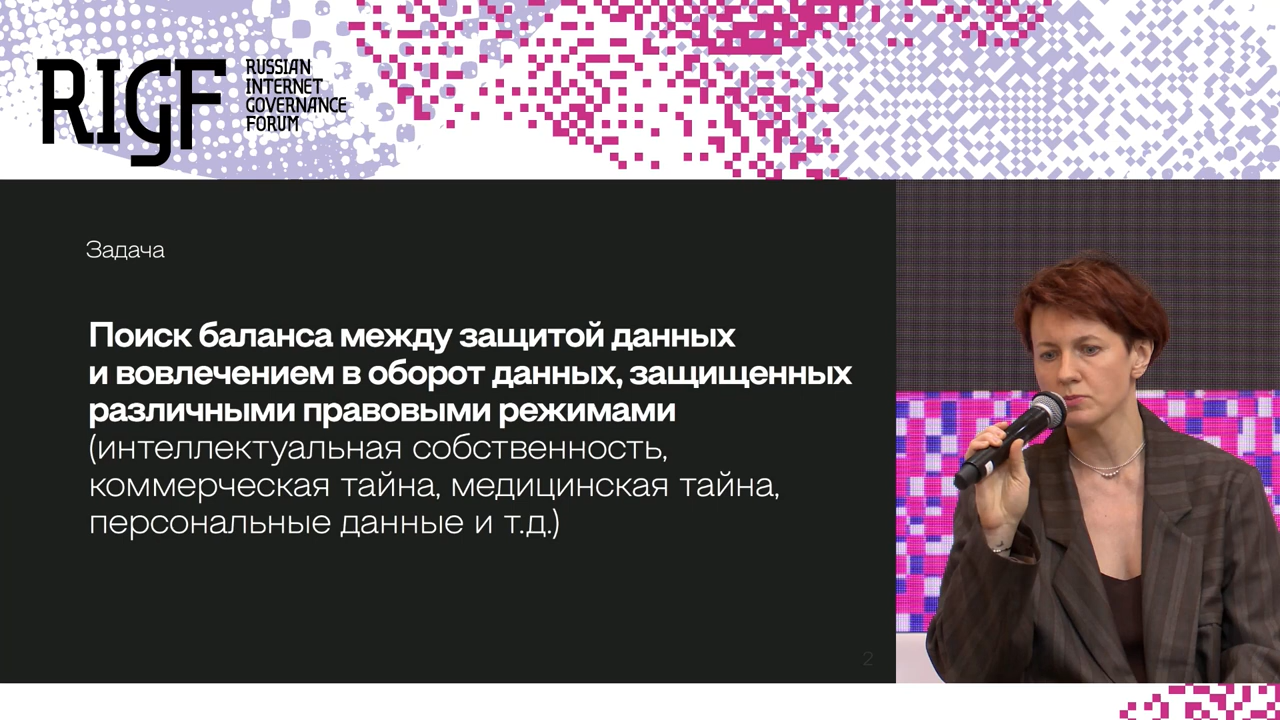 RIGF
RUSSIAN
INTERNET
GOVERNANCE
FORUM
Задача
Поиск баланса между защитой данных
и вовлечением в оборот данных, защищенных
различными правовыми режимами
(интеллектуальная собственность,
коммерческая тайна, медицинская тайна,
персональные данные и т.д.)
2